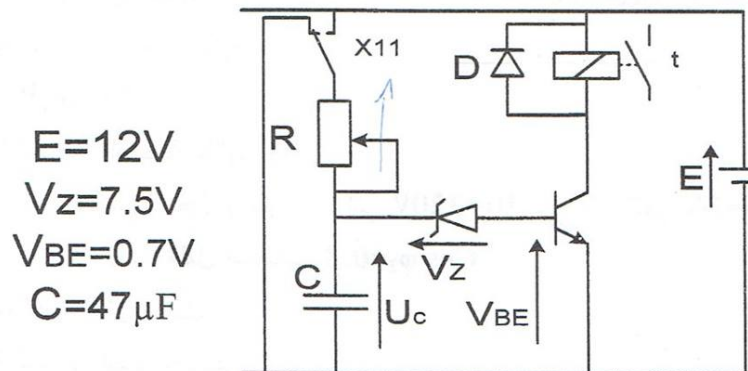 E=12V
Vz=7.5V
VBE=0.7V
C=47µF
X11
R
D
t
E
Vz
C
Uc
VBE